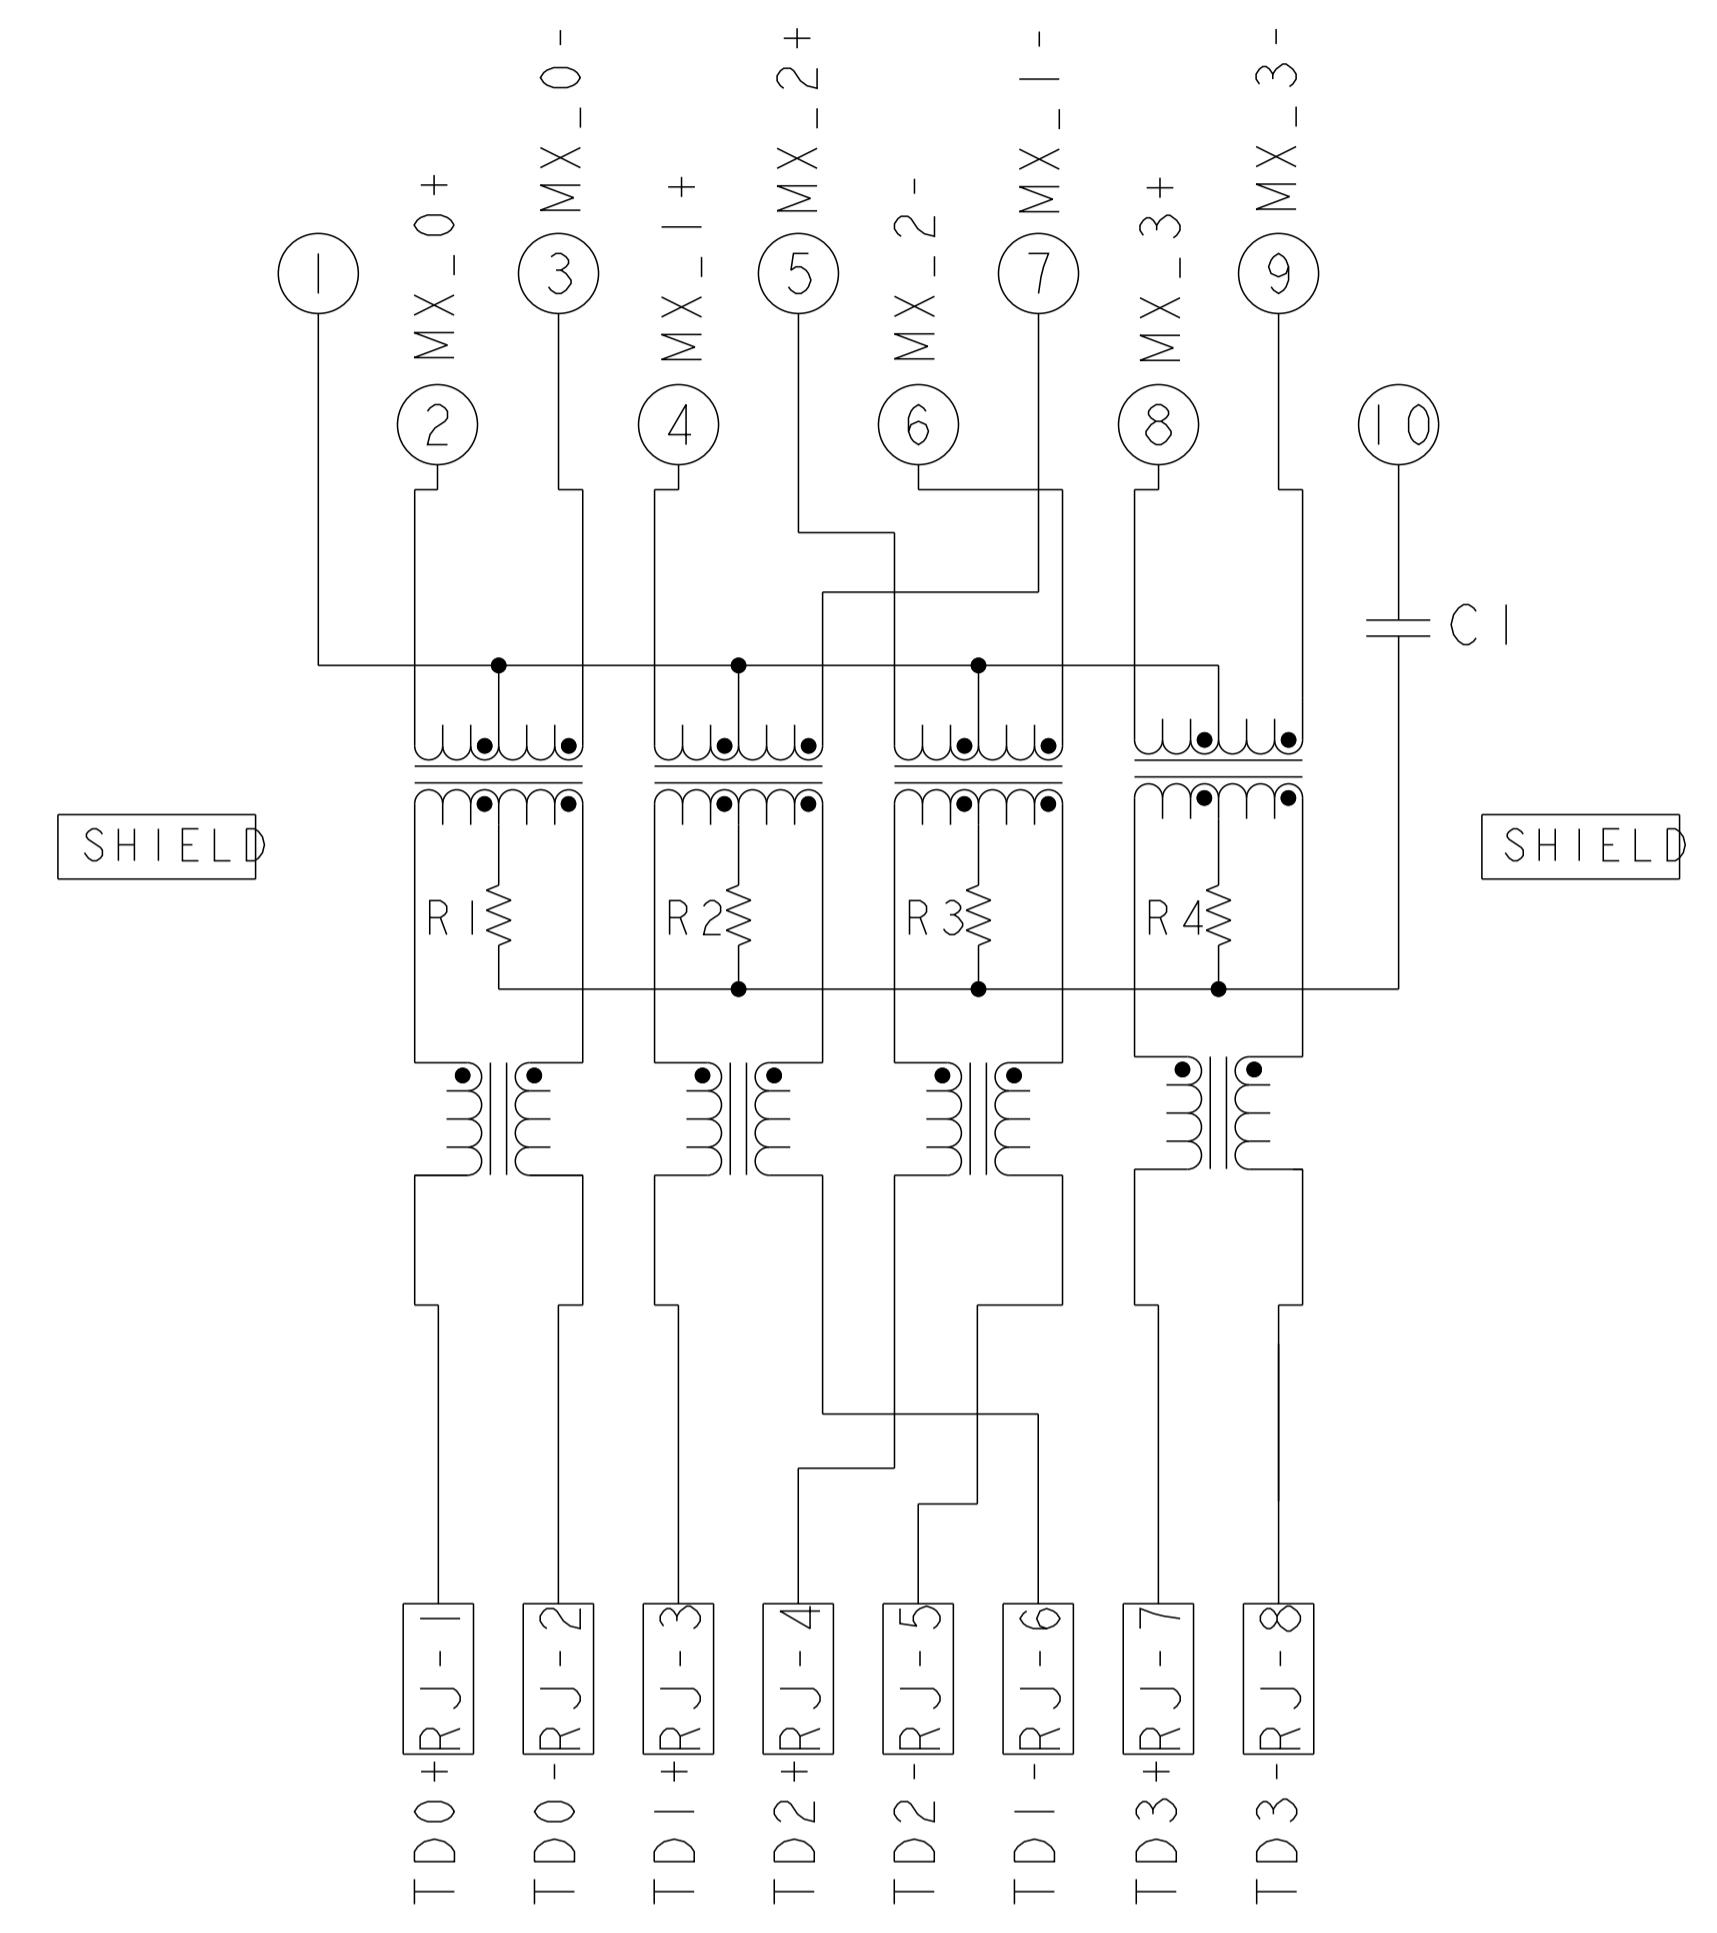 MX_0+
MX_0-
MX_1+
MX_2+
MX_2-
MX_1-
MX_3+
MX_3-
1
3
5
7
9
2
4
6
8
10
C1
SHIELD
SHIELD
R1
R2
R3
R4
RJ-1
RJ-2
RJ-3
RJ-4
RJ-5
RJ-6
RJ-7
RJ-8
TD0+
TD0-
TD1+
TD2+
TD2-
TD1-
TD3+
TD3-